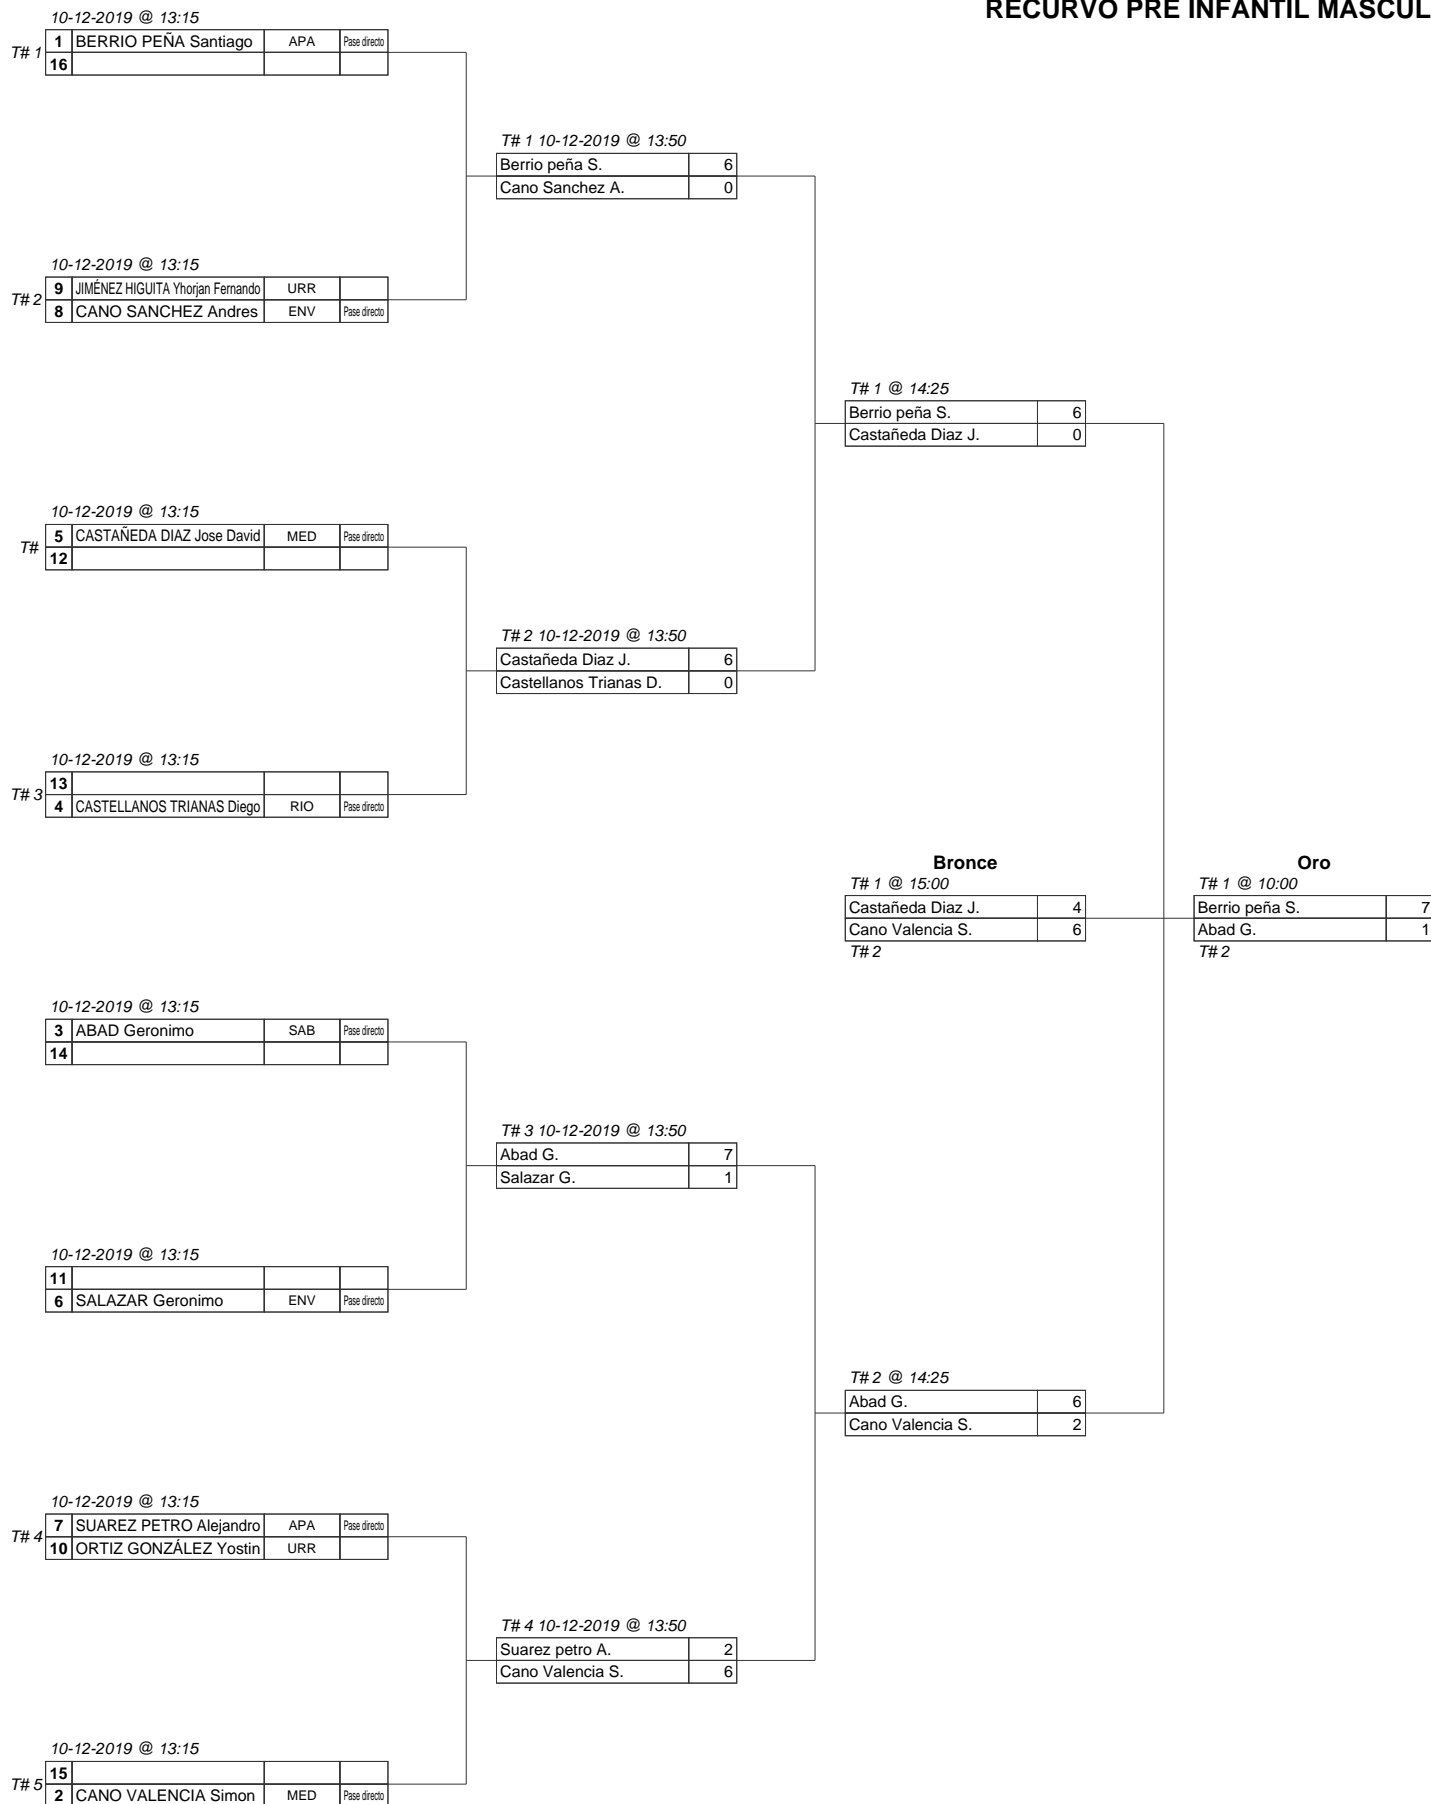 RECURVO PRE INFANTIL MASCUL
10-12-2019 @ 13:15
T# 1
1 BERRIO PEÑA Santiago APA Pase directo
16
T# 1 10-12-2019 @ 13:50
Berrio peña S. 6
Cano Sanchez A. 0
10-12-2019 @ 13:15
T# 2
9 JIMÉNEZ HIGUITA Yhorjan Fernando URR
8 CANO SANCHEZ Andres ENV Pase directo
T# 1 @ 14:25
Berrio peña S. 6
Castañeda Diaz J. 0
10-12-2019 @ 13:15
T#
5 CASTAÑEDA DIAZ Jose David MED Pase directo
12
T# 2 10-12-2019 @ 13:50
Castañeda Diaz J. 6
Castellanos Trianas D. 0
10-12-2019 @ 13:15
T# 3
13
4 CASTELLANOS TRIANAS Diego RIO Pase directo
Bronce
T# 1 @ 15:00
Castañeda Diaz J. 4
Cano Valencia S. 6
T# 2
Oro
T# 1 @ 10:00
Berrio peña S. 7
Abad G. 1
T# 2
10-12-2019 @ 13:15
3 ABAD Geronimo SAB Pase directo
14
T# 3 10-12-2019 @ 13:50
Abad G. 7
Salazar G. 1
10-12-2019 @ 13:15
11
6 SALAZAR Geronimo ENV Pase directo
T# 2 @ 14:25
Abad G. 6
Cano Valencia S. 2
10-12-2019 @ 13:15
T# 4
7 SUAREZ PETRO Alejandro APA Pase directo
10 ORTIZ GONZÁLEZ Yostin URR
T# 4 10-12-2019 @ 13:50
Suarez petro A. 2
Cano Valencia S. 6
10-12-2019 @ 13:15
T# 5
15
2 CANO VALENCIA Simon MED Pase directo